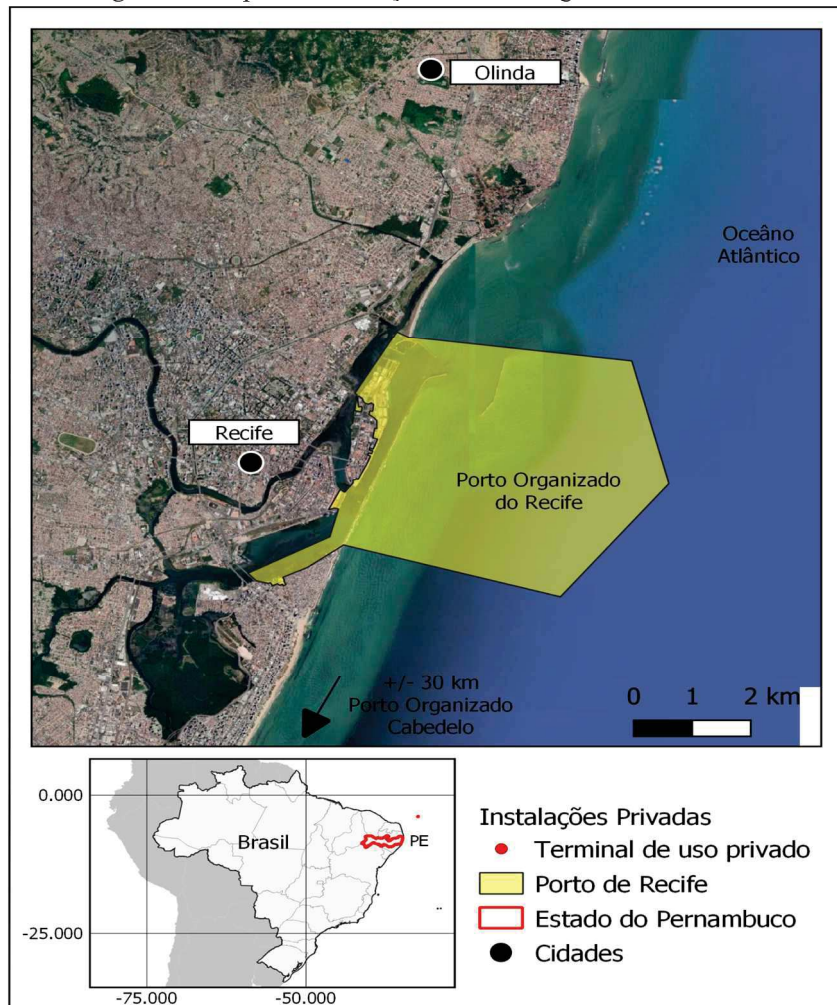 Olinda
Oceâno
Atlântico
Recife
Porto Organizado
do Recife
+/- 30 km
Porto Organizado
Cabedelo
0 1 2 km
0.000
Brasil
PE
-25.000
-75.000
-50.000
Instalações Privadas
Terminal de uso privado
Porto de Recife
Estado do Pernambuco
Cidades